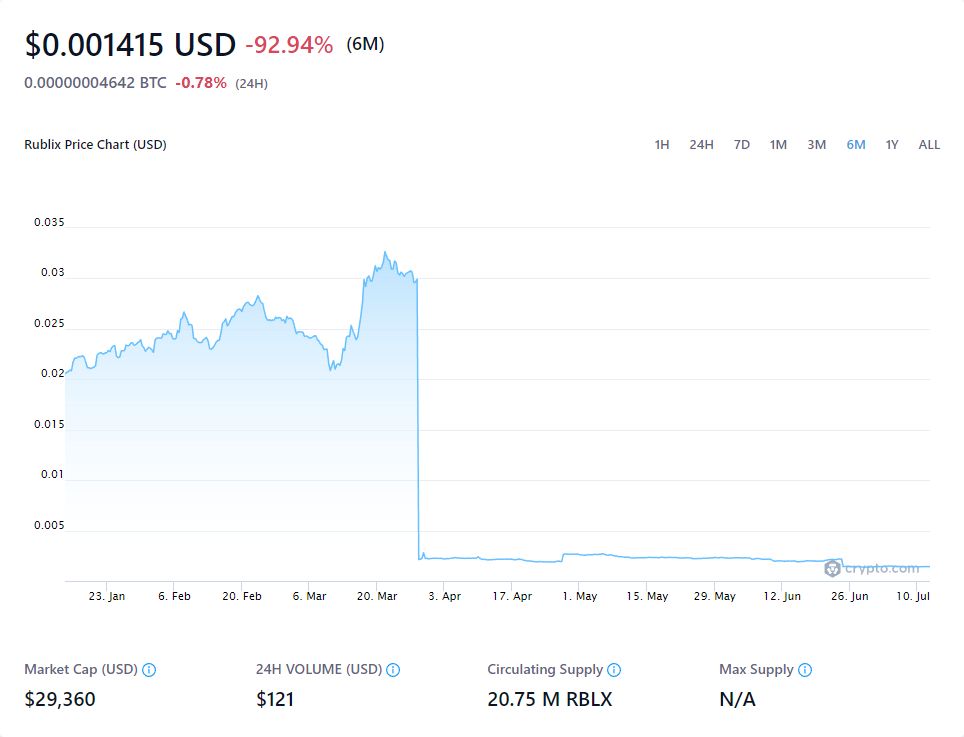 $0.001415 USD -92.94% (6M)
0.00000004642 BTC -0.78% (24H)
Rublix Price Chart (USD) 1H 24H 7D 1M 3M 6M 1Y ALL
0.035
0.03
0.025
0.02
0.015
0.01
0.005
crypto.com
23. Jan 6. Feb 20. Feb 6. Mar 20. Mar 3. Apr 17. Apr 1. May 15. May 29. May 12. Jun 26. Jun 10. Jul
Market Cap (USD) 24H VOLUME (USD) Circulating Supply Max Supply
$29,360 $121 20.75 M RBLX N/A